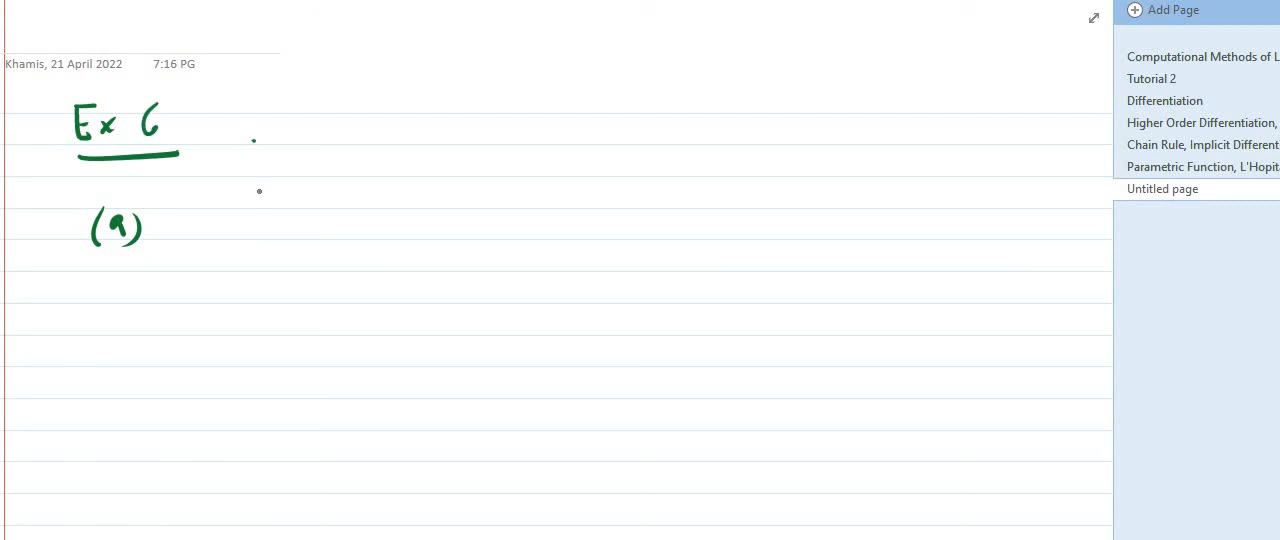 Add Page
Khamis, 21 April 2022 7:16 PG
Ex 6
(a)
Computational Methods of L
Tutorial 2
Differentiation
Higher Order Differentiation,
Chain Rule, Implicit Different
Parametric Function, L'Hopit
Untitled page